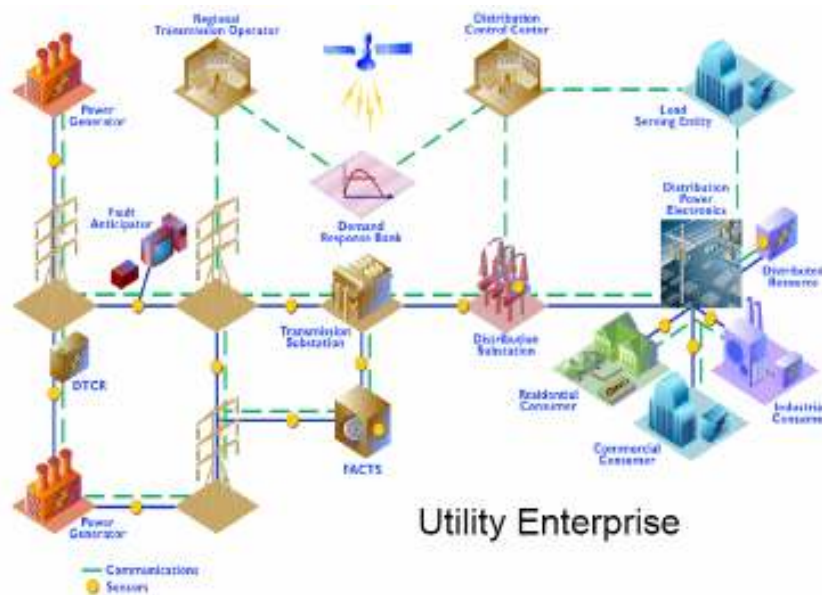 Regional
Transmission Operator
Distribution
Control Center
Power
Generator
Load
Serving Entity
Fault
Anticipator
Demand
Response Bank
Distribution
Power
Electronics
Distributed
Resource
Transmission
Substation
Distribution
Substation
DTCR
Residential
Consumer
Industrial
Consumer
Commercial
Consumer
FACTS
Power
Generator
Utility Enterprise
Communications
Sensors